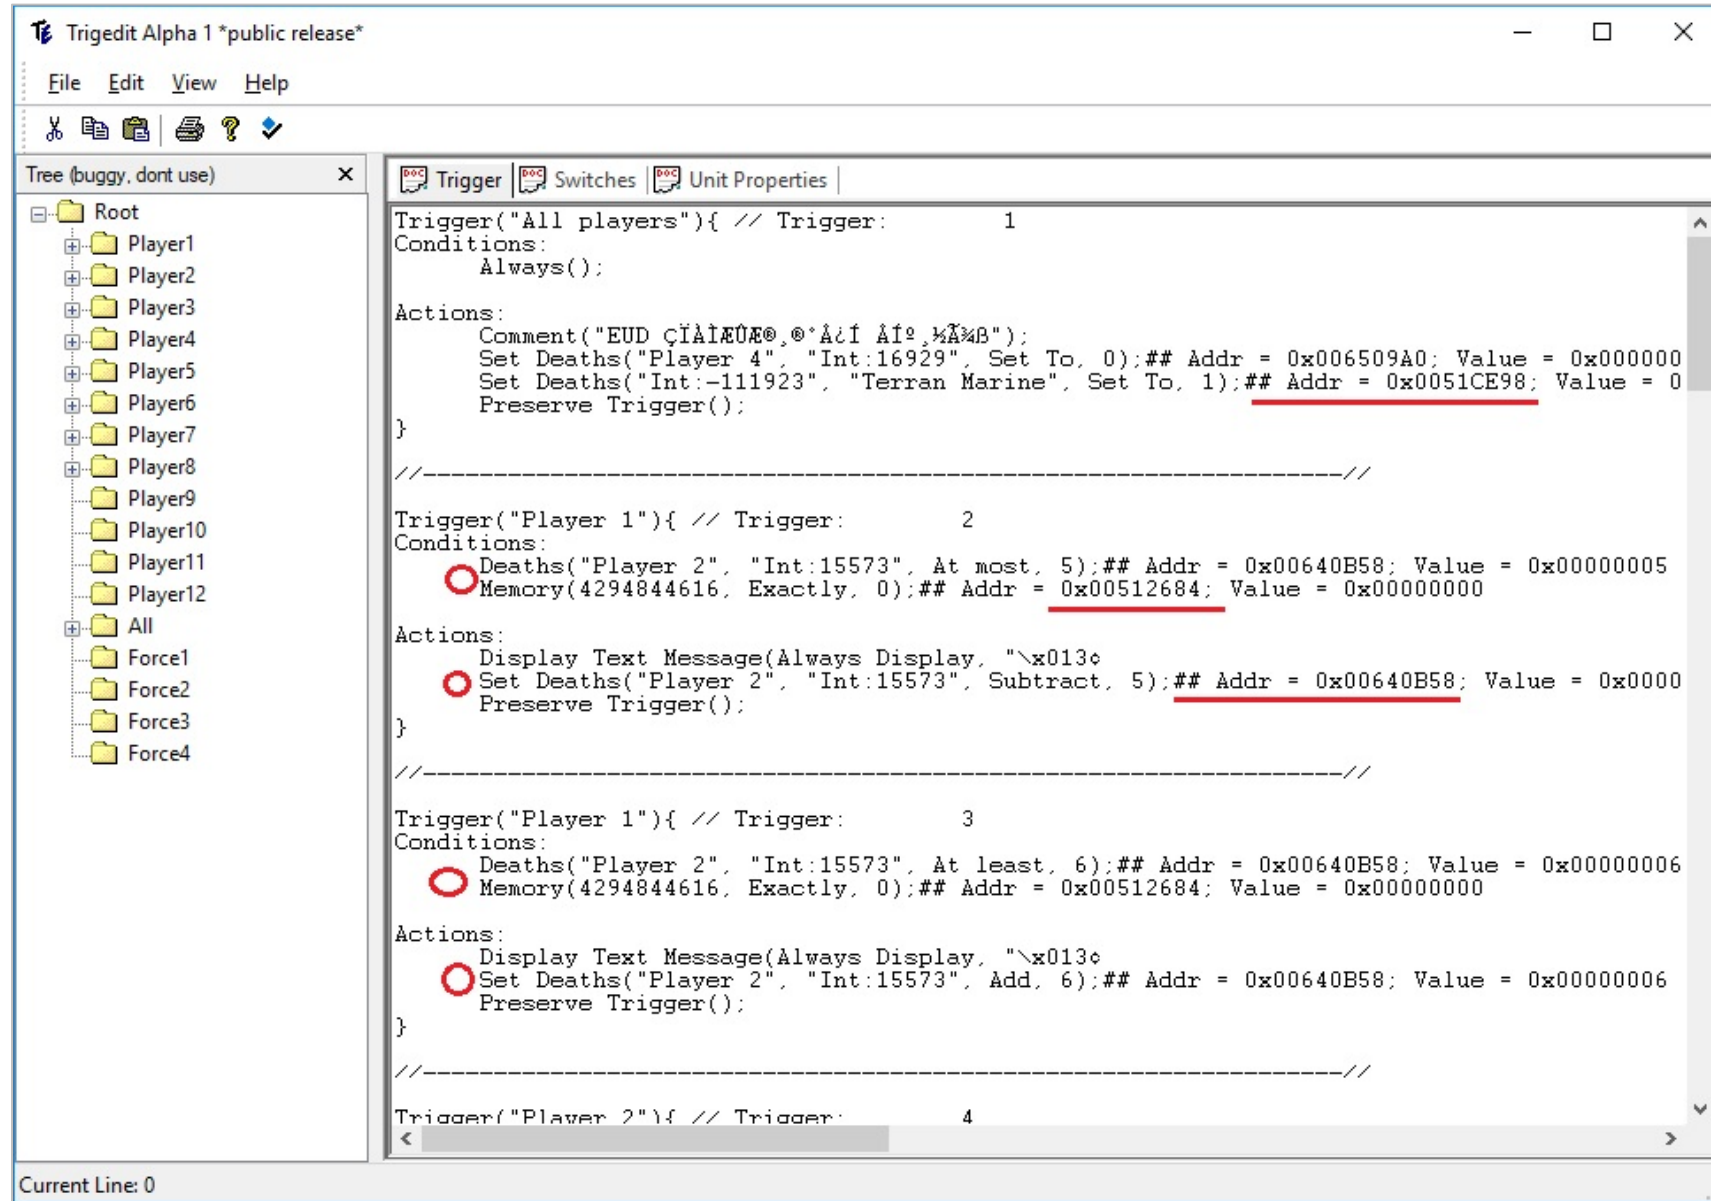 Trigedit Alpha 1 *public release*
File Edit View Help
Tree (buggy, dont use)
Root
Player1
Player2
Player3
Player4
Player5
Player6
Player7
Player8
Player9
Player10
Player11
Player12
All
Force1
Force2
Force3
Force4
Trigger Switches Unit Properties
Trigger("All players"){ // Trigger: 1
Conditions:
Always();
Actions:
Comment("EUD ÇÏÀÌÆÛÆ®¸®°Å¿Í ÅÍº¸½Ã¾ß");
Set Deaths("Player 4", "Int:16929", Set To, 0);## Addr = 0x006509A0; Value = 0x000000
Set Deaths("Int:-111923", "Terran Marine", Set To, 1);## Addr = 0x0051CE98; Value = 0
Preserve Trigger();
}
//-----------------------------------------------------------------//
Trigger("Player 1"){ // Trigger: 2
Conditions:
Deaths("Player 2", "Int:15573", At most, 5);## Addr = 0x00640B58; Value = 0x00000005
Memory(4294844616, Exactly, 0);## Addr = 0x00512684; Value = 0x00000000
Actions:
Display Text Message(Always Display, "\x013¢
Set Deaths("Player 2", "Int:15573", Subtract, 5);## Addr = 0x00640B58; Value = 0x0000
Preserve Trigger();
}
//-----------------------------------------------------------------//
Trigger("Player 1"){ // Trigger: 3
Conditions:
Deaths("Player 2", "Int:15573", At least, 6);## Addr = 0x00640B58; Value = 0x00000006
Memory(4294844616, Exactly, 0);## Addr = 0x00512684; Value = 0x00000000
Actions:
Display Text Message(Always Display, "\x013¢
Set Deaths("Player 2", "Int:15573", Add, 6);## Addr = 0x00640B58; Value = 0x00000006
Preserve Trigger();
}
//-----------------------------------------------------------------//
Trigger("Player 2"){ // Trigger: 4
Current Line: 0